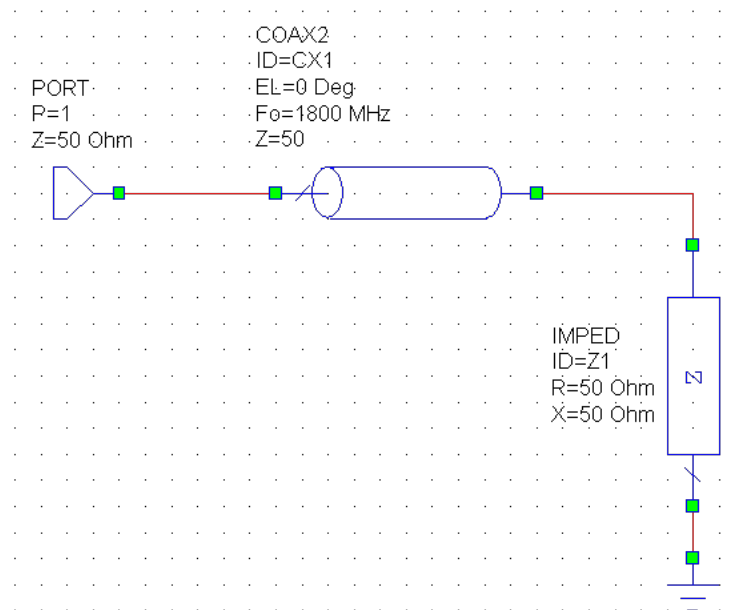 COAX2
ID=CX1
EL=0 Deg
Fo=1800 MHz
Z=50
PORT
P=1
Z=50 Ohm
IMPED
ID=Z1
R=50 Ohm
X=50 Ohm
Z